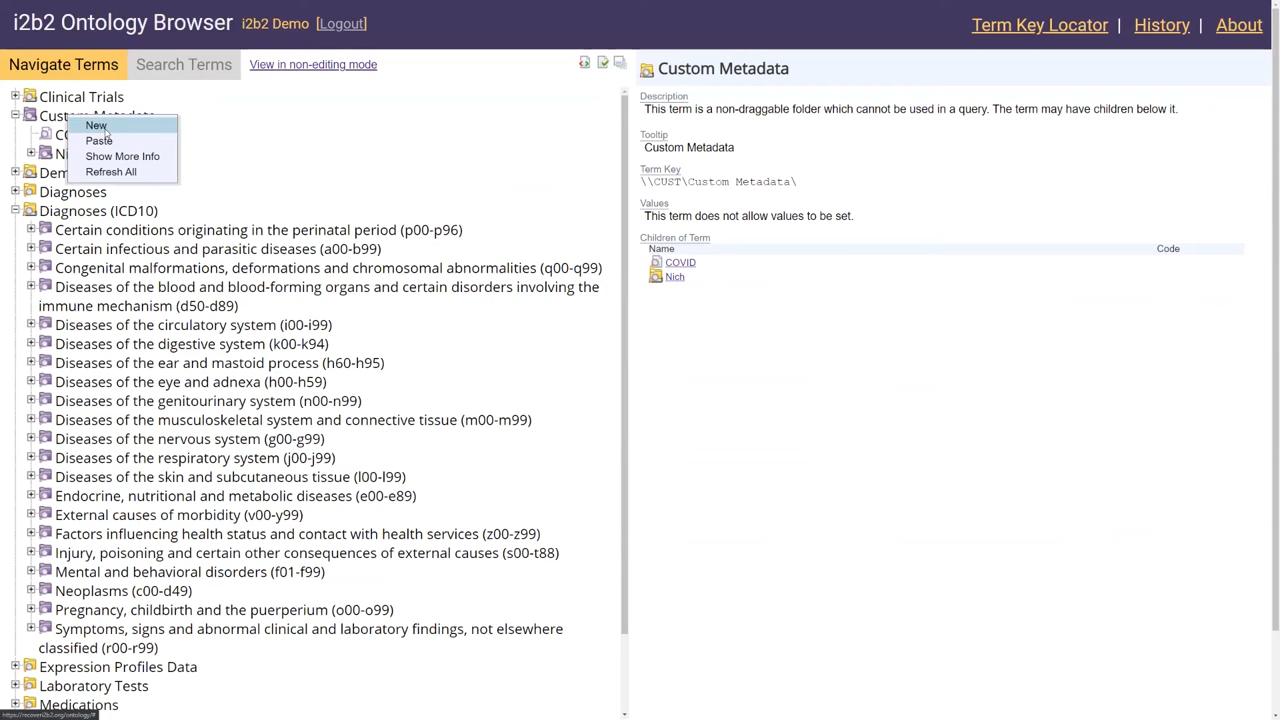 i2b2 Ontology Browser i2b2 Demo [Logout]
Term Key Locator | History | About
Navigate Terms Search Terms View in non-editing mode
Clinical Trials
Custom Metadata
New
Paste
Show More Info
Refresh All
Diagnoses
Diagnoses (ICD10)
Certain conditions originating in the perinatal period (p00-p96)
Certain infectious and parasitic diseases (a00-b99)
Congenital malformations, deformations and chromosomal abnormalities (q00-q99)
Diseases of the blood and blood-forming organs and certain disorders involving the
immune mechanism (d50-d89)
Diseases of the circulatory system (i00-i99)
Diseases of the digestive system (k00-k94)
Diseases of the ear and mastoid process (h60-h95)
Diseases of the eye and adnexa (h00-h59)
Diseases of the genitourinary system (n00-n99)
Diseases of the musculoskeletal system and connective tissue (m00-m99)
Diseases of the nervous system (g00-g99)
Diseases of the respiratory system (j00-j99)
Diseases of the skin and subcutaneous tissue (l00-l99)
Endocrine, nutritional and metabolic diseases (e00-e89)
External causes of morbidity (v00-y99)
Factors influencing health status and contact with health services (z00-z99)
Injury, poisoning and certain other consequences of external causes (s00-t88)
Mental and behavioral disorders (f01-f99)
Neoplasms (c00-d49)
Pregnancy, childbirth and the puerperium (o00-o99)
Symptoms, signs and abnormal clinical and laboratory findings, not elsewhere
classified (r00-r99)
Expression Profiles Data
Laboratory Tests
Medications
https://recoveri2b2.org/ontology/#
Custom Metadata
Description
This term is a non-draggable folder which cannot be used in a query. The term may have children below it.
Tooltip
Custom Metadata
Term Key
\\CUST\Custom Metadata\
Values
This term does not allow values to be set.
Children of Term
Name Code
COVID
Nich